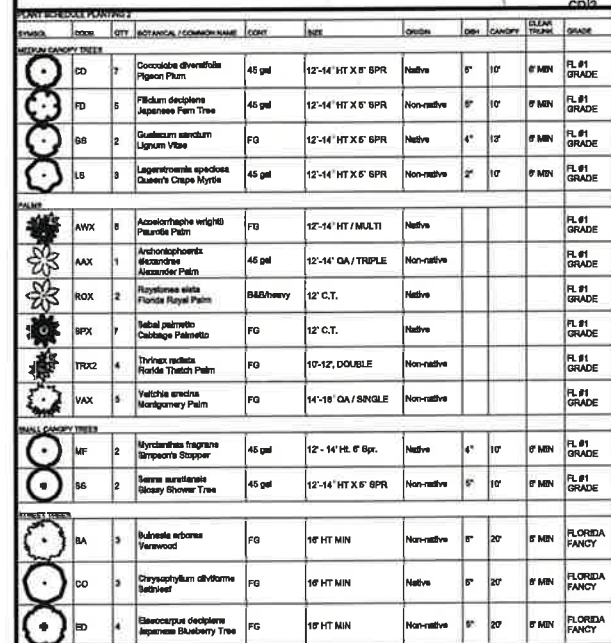 CDI3
PLANT SCHEDULE PLANTING 2
SYMBOL CODE QTY BOTANICAL / COMMON NAME CONT SIZE ORIGIN DBH CANOPY CLEAR TRUNK GRADE
MEDIUM CANOPY TREES
CD 7 Coccoloba diversifolia Pigeon Plum 45 gal 12'-14' HT X 5' SPR Native 5" 10' 6' MIN FL #1 GRADE
FD 5 Filicium decipiens Japanese Fern Tree 45 gal 12'-14' HT X 5' SPR Non-native 5" 10' 6' MIN FL #1 GRADE
GS 2 Guaiacum sanctum Lignum Vitae FG 12'-14' HT X 5' SPR Native 4" 12' 6' MIN FL #1 GRADE
LS 3 Lagerstroemia speciosa Queen's Crape Myrtle 45 gal 12'-14' HT X 5' SPR Non-native 2" 10' 6' MIN FL #1 GRADE
PALMS
AWX Acoelorrhaphe wrightii Paurotis Palm FG 12'-14' HT / MULTI Native FL #1 GRADE
AAX 1 Archontophoenix alexandrae Alexander Palm 45 gal 12'-14' OA / TRIPLE Non-native FL #1 GRADE
ROX 2 Roystonea elata Florida Royal Palm B&B/heavy 12' C.T. Native FL #1 GRADE
SPX 7 Sabal palmetto Cabbage Palmetto FG 12' C.T. Native FL #1 GRADE
TRX2 4 Thrinax radiata Florida Thatch Palm FG 10'-12', DOUBLE Non-native FL #1 GRADE
VAX 5 Veitchia arecina Montgomery Palm FG 14'-16' OA / SINGLE Non-native FL #1 GRADE
SMALL CANOPY TREES
MF 2 Myrcianthes fragrans Simpson's Stopper 45 gal 12' - 14' Ht. 6' Spr. Native 4" 10' 6' MIN FL #1 GRADE
SS 2 Senna surattensis Glossy Shower Tree 45 gal 12'-14' HT X 5' SPR Non-native 5" 10' 6' MIN FL #1 GRADE
STREET TREES
BA 3 Bulnesia arborea Verawood FG 16' HT MIN Non-native 20' 6' MIN FLORIDA FANCY
CO 3 Chrysophyllum oliviforme Satinleaf FG 16' HT MIN Native 20' 6' MIN FLORIDA FANCY
ED 4 Elaeocarpus decipiens Japanese Blueberry Tree FG 16' HT MIN Non-native 20' 6' MIN FLORIDA FANCY